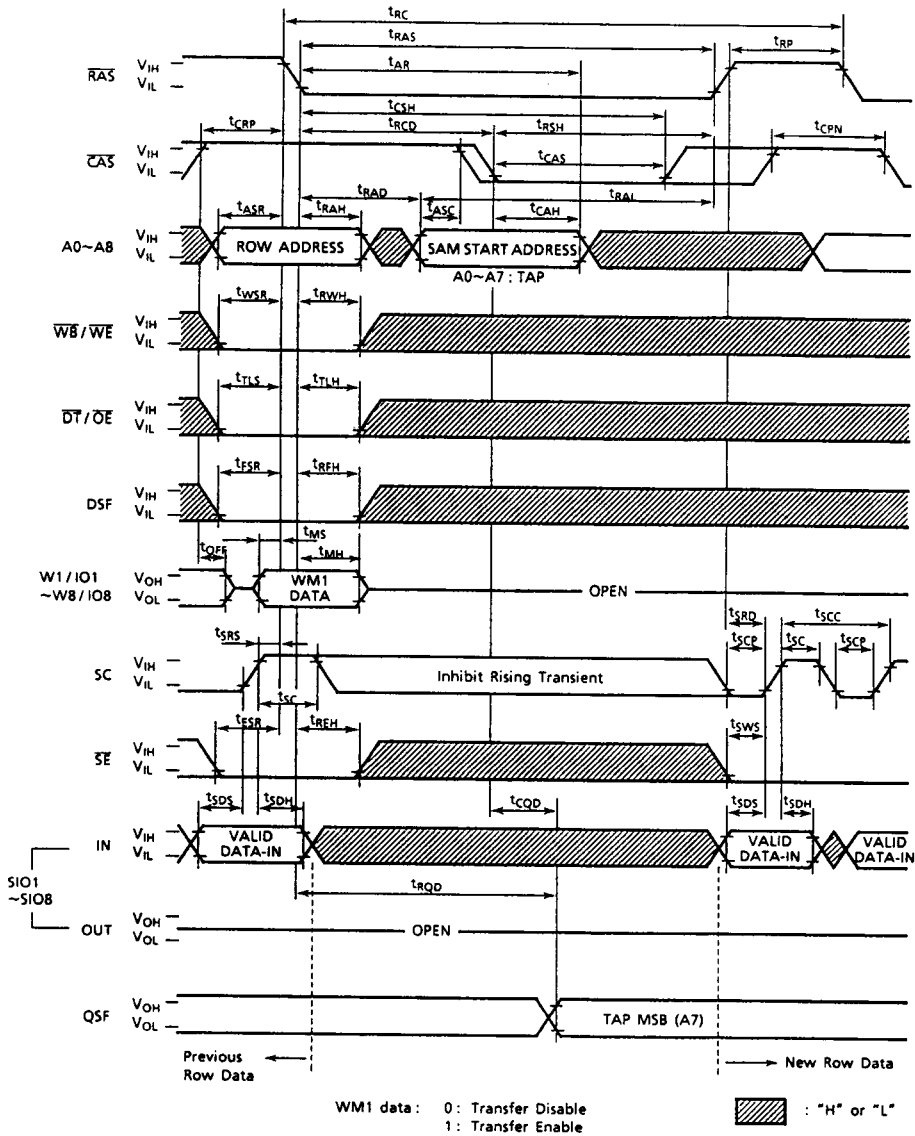 tRC
tRAS
tRP
RAS VIH
VIL
tAR
tCSH
tCRP
tRCD
tRSH
tCPN
CAS VIH
VIL
tCAS
tRAD
tRAL
tASR
tRAH
tASC
tCAH
A0~A8 VIH
VIL
ROW ADDRESS
SAM START ADDRESS
A0~A7 : TAP
tWSR
tRWH
WB/WE VIH
VIL
tTLS
tTLH
DT/OE VIH
VIL
tFSR
tRFH
DSF VIH
VIL
tMS
tOFF
tMH
W1/IO1
~W8/IO8
VOH
VOL
WM1
DATA
OPEN
tSRD
tSCC
tSRS
tSCP
tSC
tSCP
SC VIH
VIL
Inhibit Rising Transient
tSC
tESR
tREH
tSWS
SE VIH
VIL
tSDS
tSDH
tCQD
tSDS
tSDH
IN VIH
VIL
VALID
DATA-IN
VALID
DATA-IN
VALID
DATA-IN
tRQD
SIO1
~SIO8
OUT VOH
VOL
OPEN
QSF VOH
VOL
TAP MSB (A7)
Previous
Row Data
New Row Data
WM1 data : 0 : Transfer Disable
1 : Transfer Enable
: "H" or "L"